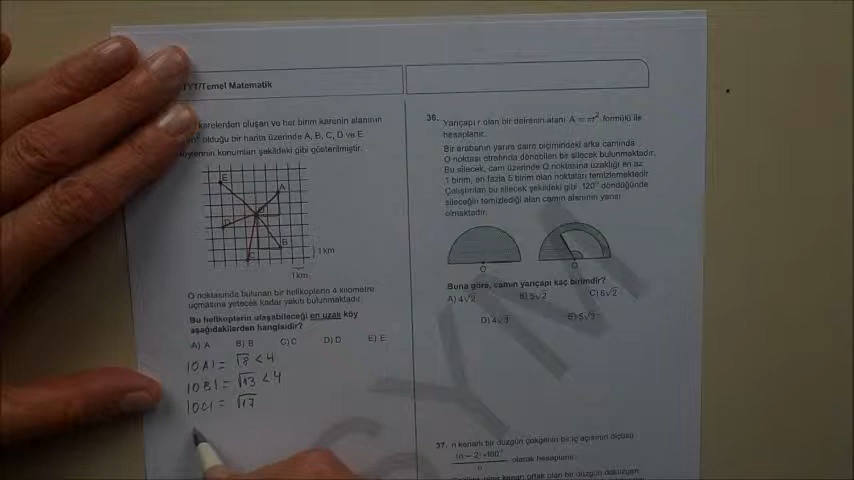 TYT/Temel Matematik
karelerden oluşan ve her birim karenin alanının
olduğu bir harita üzerinde A, B, C, D ve E
köylerinin konumları şekildeki gibi gösterilmiştir.
E
A
D
O
B
C
1 km
1km
O noktasında bulunan bir helikopterin 4 kilometre
uçmasına yetecek kadar yakıtı bulunmaktadır.
Bu helikopterin ulaşabileceği en uzak köy
aşağıdakilerden hangisidir?
A) A B) B C) C D) D E) E
|OA| = √8 < 4
|OB| = √13 < 4
|OC| = √17
36. Yarıçapı r olan bir dairenin alanı A = πr² formülü ile
hesaplanır.
Bir arabanın yarım daire biçimindeki arka camında
O noktası etrafında dönebilen bir silecek bulunmaktadır.
Bu silecek, cam üzerinde O noktasına uzaklığı en az
1 birim, en fazla 5 birim olan noktaları temizlemektedir.
Çalıştırılan bu silecek şekildeki gibi 120° döndüğünde
sileceğin temizlediği alan camın alanının yarısı
olmaktadır.
O
O
Buna göre, camın yarıçapı kaç birimdir?
A) 4√2 B) 5√2 C) 6√2
D) 4√3 E) 5√3
37. n kenarlı bir düzgün çokgenin bir iç açısının ölçüsü
(n – 2) • 180°
n
olarak hesaplanır.